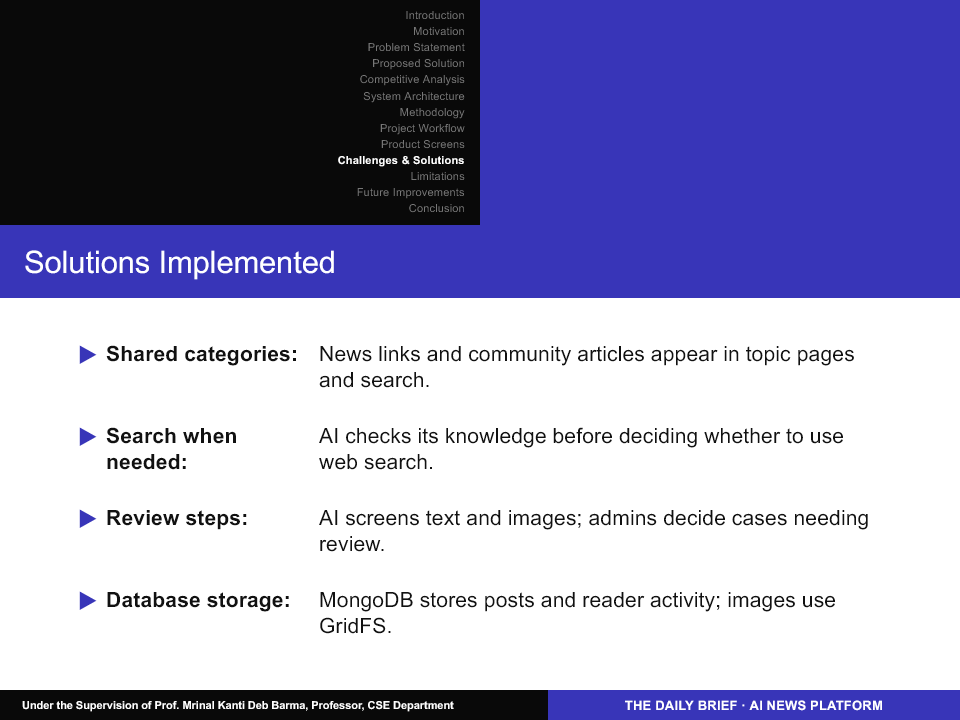 Introduction
Motivation
Problem Statement
Proposed Solution
Competitive Analysis
System Architecture
Methodology
Project Workflow
Product Screens
Challenges & Solutions
Limitations
Future Improvements
Conclusion
Solutions Implemented
Shared categories: News links and community articles appear in topic pages
and search.
Search when AI checks its knowledge before deciding whether to use
needed: web search.
Review steps: AI screens text and images; admins decide cases needing
review.
Database storage: MongoDB stores posts and reader activity; images use
GridFS.
Under the Supervision of Prof. Mrinal Kanti Deb Barma, Professor, CSE Department
THE DAILY BRIEF · AI NEWS PLATFORM